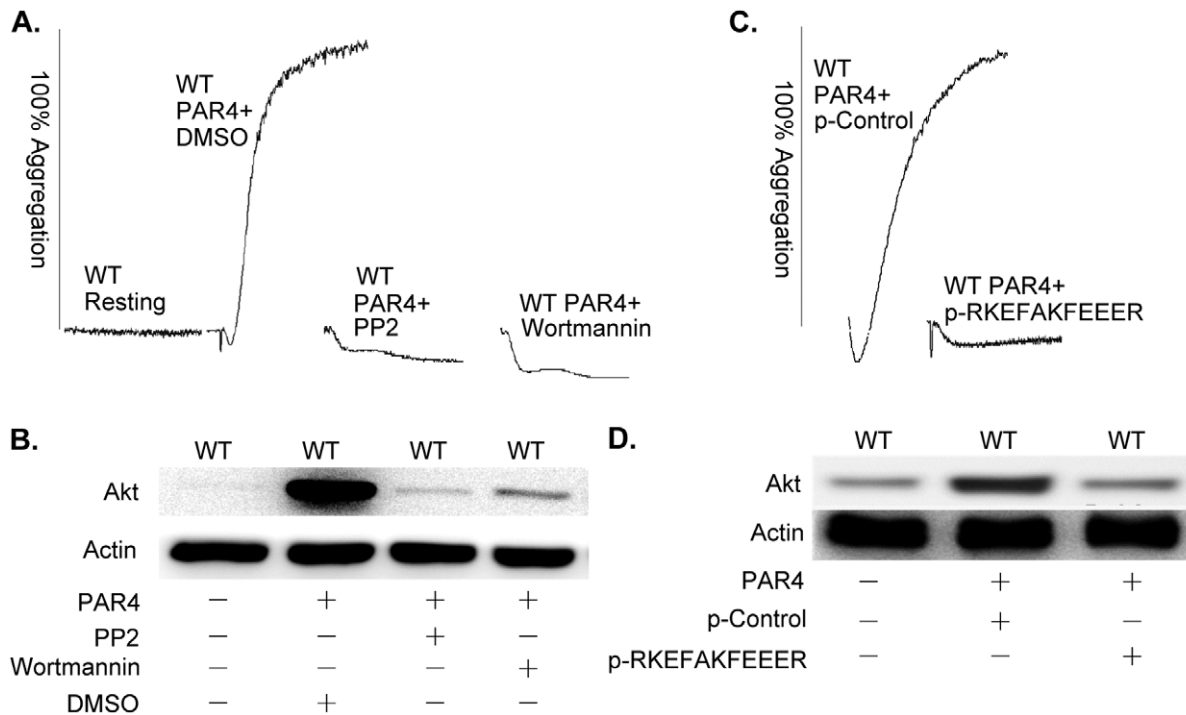 A.
100% Aggregation
WT
PAR4+
DMSO
WT
Resting
WT
PAR4+
PP2
WT PAR4+
Wortmannin
C.
100% Aggregation
WT
PAR4+
p-Control
WT PAR4+
p-RKEFAKFEEER
B.
WT WT WT WT
Akt
Actin
PAR4 – + + +
PP2 – – + –
Wortmannin – – – +
DMSO – + – –
D.
WT WT WT
Akt
Actin
PAR4 – + +
p-Control – + –
p-RKEFAKFEEER – – +